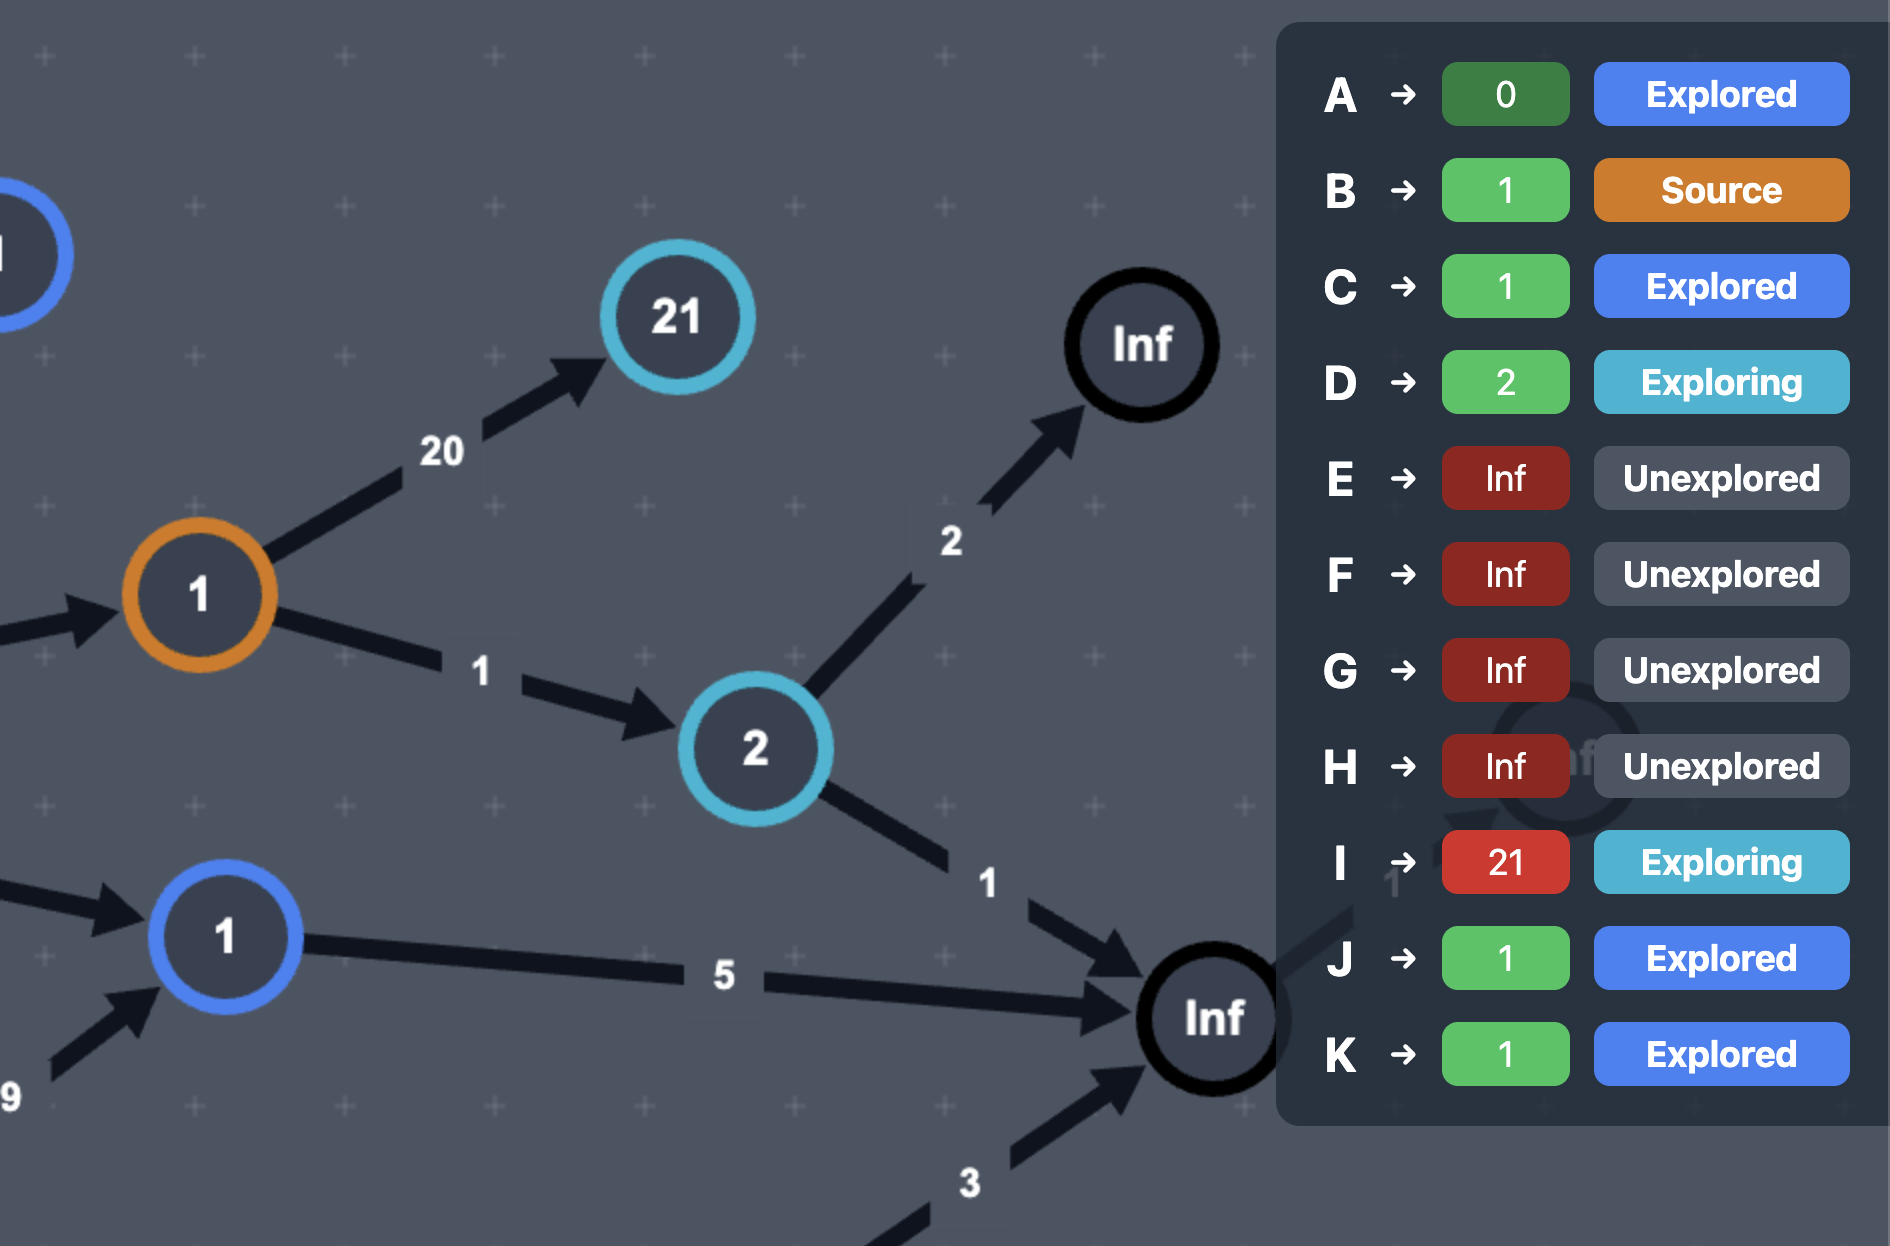 21
Inf
20
2
1
1
2
1
1
5
Inf
9
3
A → 0 Explored
B → 1 Source
C → 1 Explored
D → 2 Exploring
E → Inf Unexplored
F → Inf Unexplored
G → Inf Unexplored
H → Inf Unexplored
I → 21 Exploring
J → 1 Explored
K → 1 Explored
1